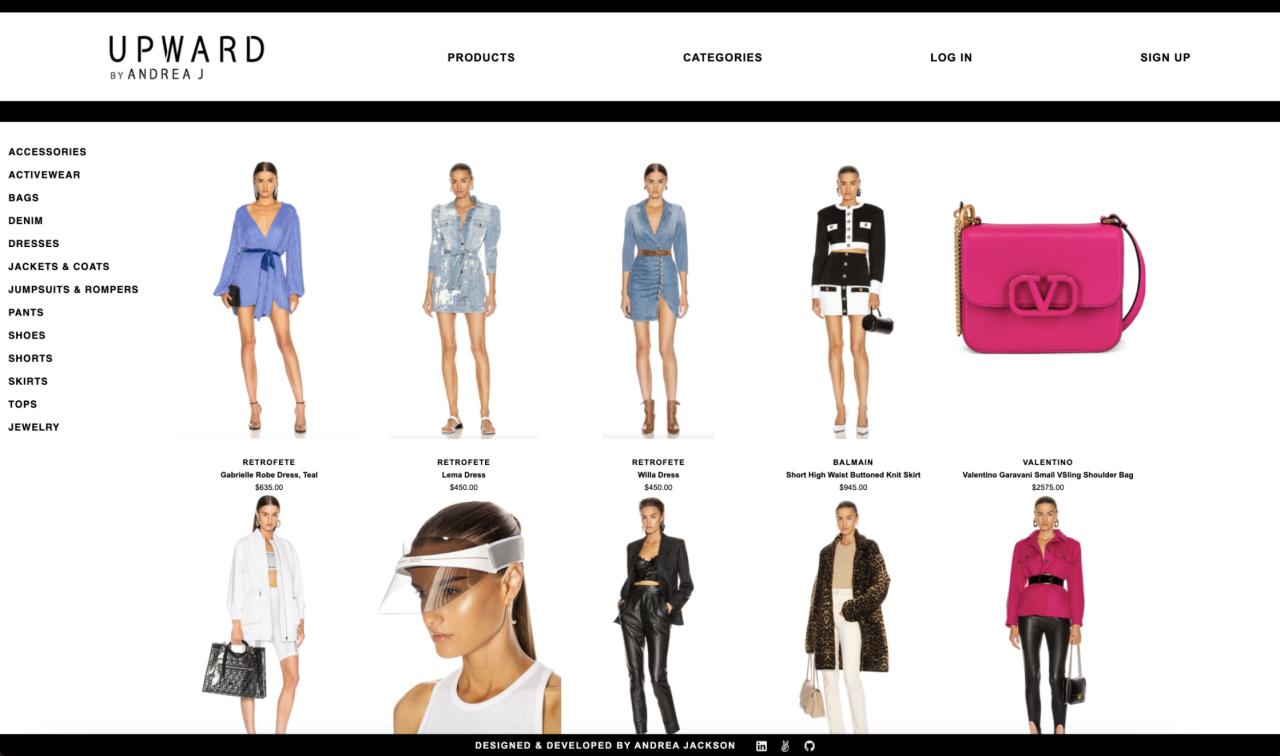 UPWARD
BY ANDREA J
PRODUCTS
CATEGORIES
LOG IN
SIGN UP
ACCESSORIES
ACTIVEWEAR
BAGS
DENIM
DRESSES
JACKETS & COATS
JUMPSUITS & ROMPERS
PANTS
SHOES
SHORTS
SKIRTS
TOPS
JEWELRY
RETROFETE
Gabrielle Robe Dress, Teal
$635.00
RETROFETE
Lema Dress
$450.00
RETROFETE
Willa Dress
$450.00
BALMAIN
Short High Waist Buttoned Knit Skirt
$945.00
VALENTINO
Valentino Garavani Small VSling Shoulder Bag
$2575.00
DESIGNED & DEVELOPED BY ANDREA JACKSON